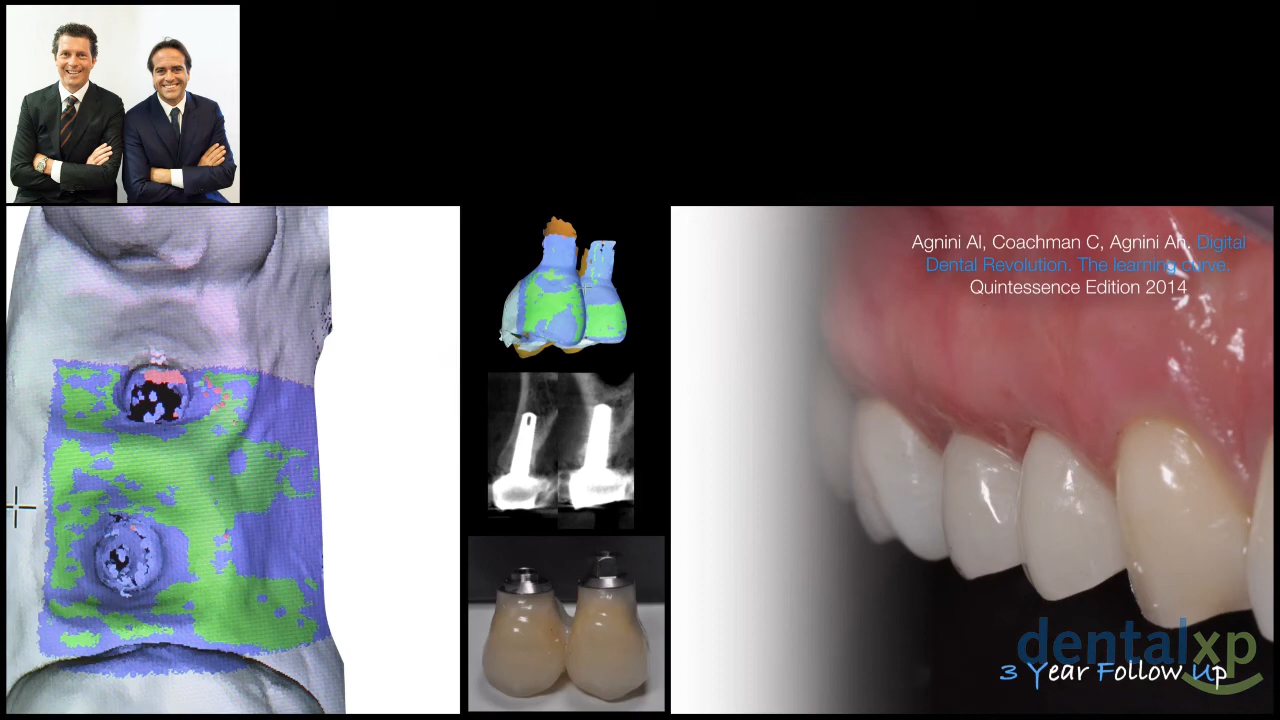 Agnini Al, Coachman C, Agnini An. Digital
Dental Revolution. The learning curve.
Quintessence Edition 2014
dentalxp
3 Year Follow Up